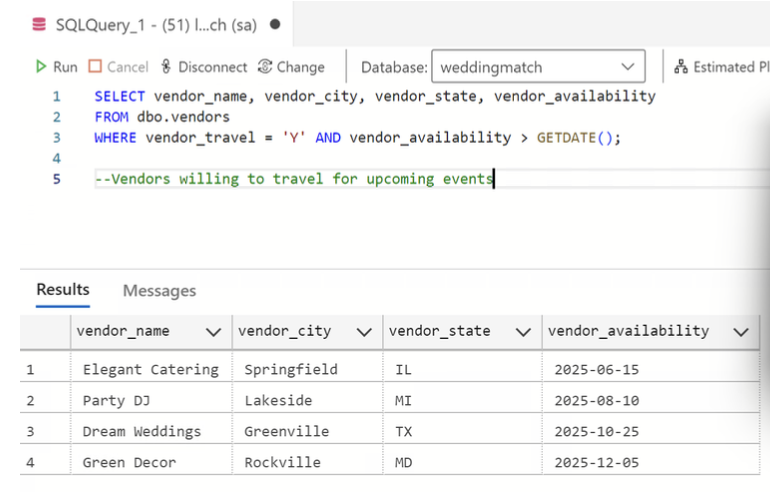 SQLQuery_1 - (51) l...ch (sa)
Run Cancel Disconnect Change Database: weddingmatch Estimated Pl
1 SELECT vendor_name, vendor_city, vendor_state, vendor_availability
2 FROM dbo.vendors
3 WHERE vendor_travel = 'Y' AND vendor_availability > GETDATE();
4
5 --Vendors willing to travel for upcoming events
Results Messages
vendor_name vendor_city vendor_state vendor_availability
1 Elegant Catering Springfield IL 2025-06-15
2 Party DJ Lakeside MI 2025-08-10
3 Dream Weddings Greenville TX 2025-10-25
4 Green Decor Rockville MD 2025-12-05